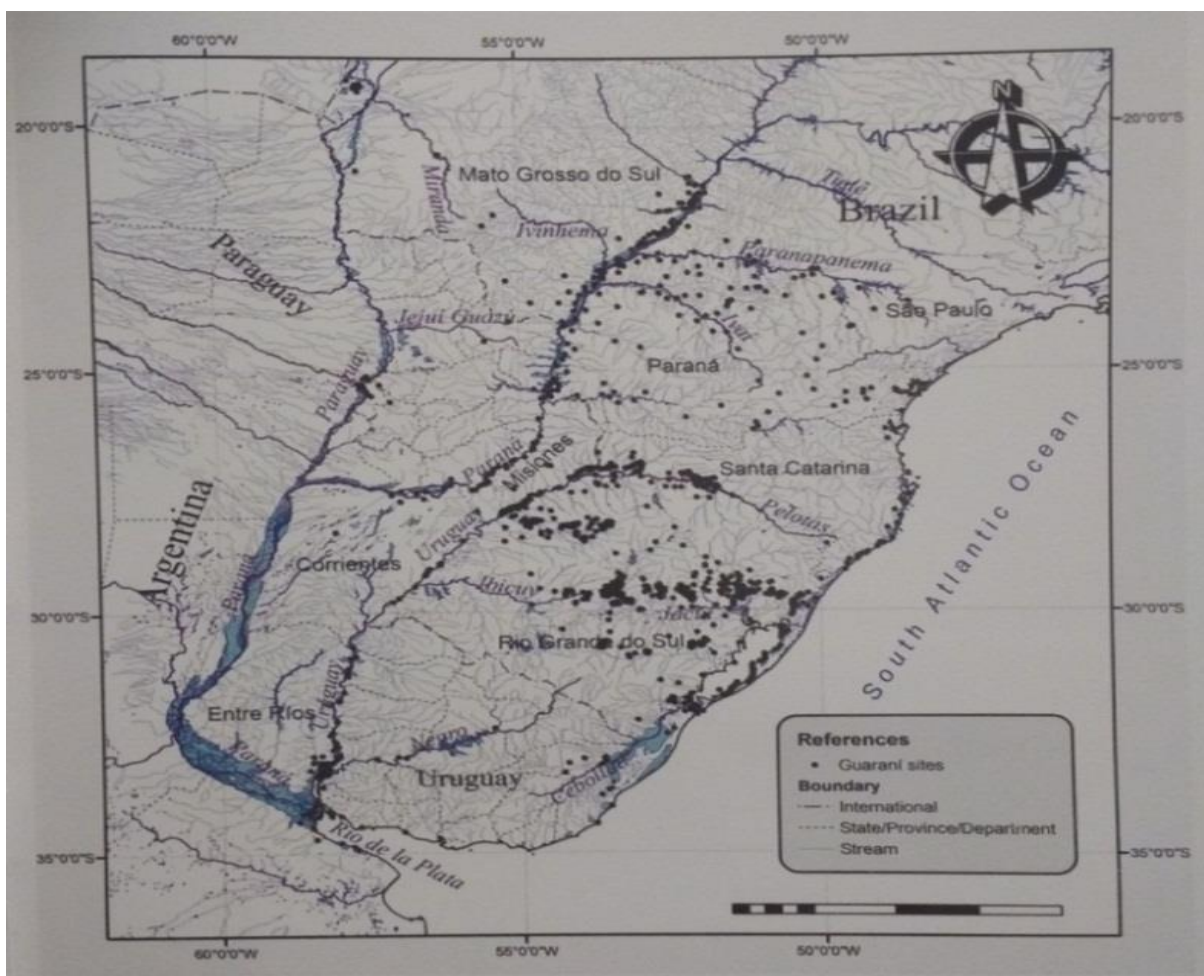 60°0'0"W
55°0'0"W
50°0'0"W
20°0'0"S
20°0'0"S
N
Mato Grosso do Sul
Miranda
Tietê
Brazil
Ivinhema
Paraguay
Paranapanema
Jejuí Guazú
São Paulo
Ivaí
Paraná
25°0'0"S
25°0'0"S
Paraguay
Paraná
Misiones
Santa Catarina
South Atlantic Ocean
Argentina
Uruguay
Pelotas
Corrientes
Paraná
Ibicuy
30°0'0"S
30°0'0"S
Jacuí
Rio Grande do Sul
Uruguay
Entre Ríos
Negro
Paraná
Uruguay
Cebollatí
Rio de la Plata
References
Guaraní sites
Boundary
International
State/Province/Department
Stream
35°0'0"S
35°0'0"S
60°0'0"W
55°0'0"W
50°0'0"W